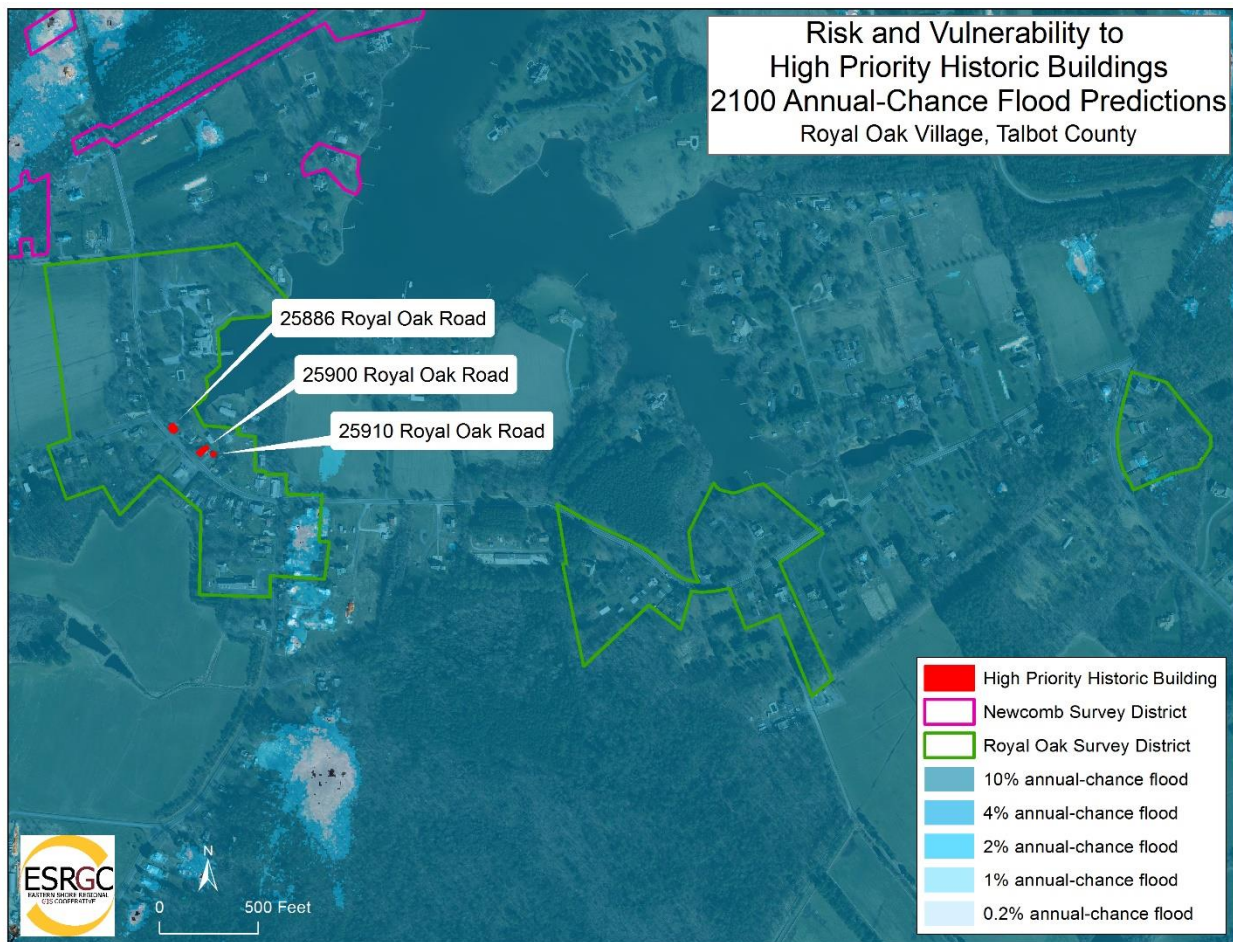 Risk and Vulnerability to
High Priority Historic Buildings
2100 Annual-Chance Flood Predictions
Royal Oak Village, Talbot County
25886 Royal Oak Road
25900 Royal Oak Road
25910 Royal Oak Road
High Priority Historic Building
Newcomb Survey District
Royal Oak Survey District
10% annual-chance flood
4% annual-chance flood
2% annual-chance flood
1% annual-chance flood
0.2% annual-chance flood
ESRGC
EASTERN SHORE REGIONAL
GIS COOPERATIVE
N
0 500 Feet